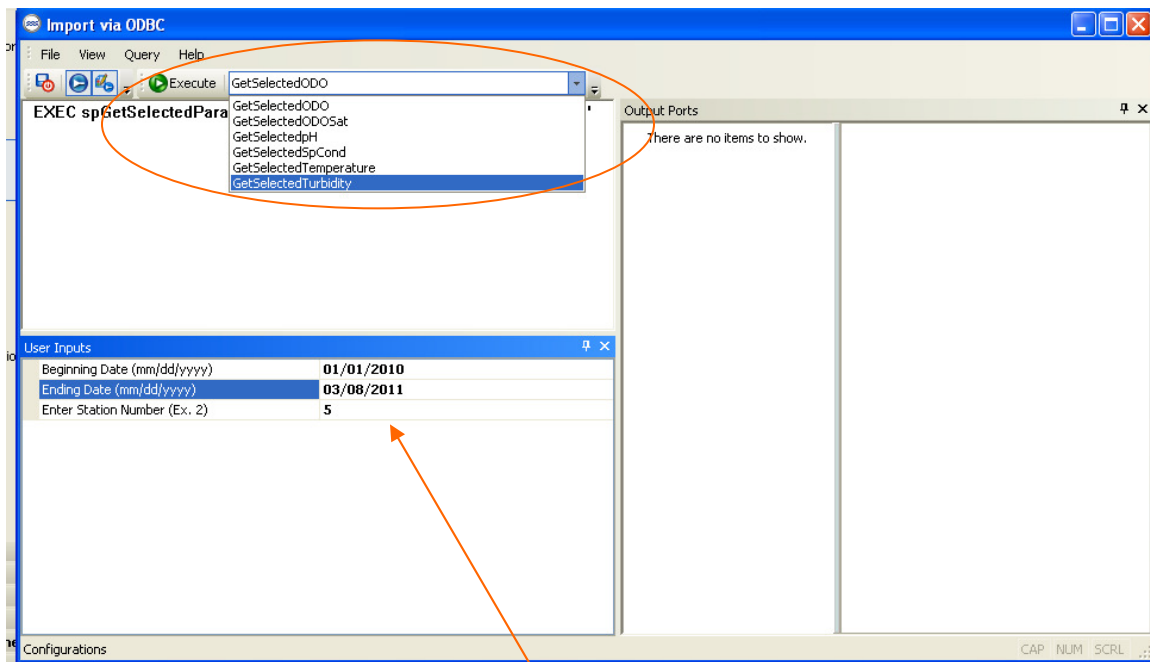 Import via ODBC
File View Query Help
Execute GetSelectedODO
EXEC spGetSelectedPara '
GetSelectedODO
GetSelectedODOSat
GetSelectedpH
GetSelectedSpCond
GetSelectedTemperature
GetSelectedTurbidity
Output Ports
There are no items to show.
User Inputs
Beginning Date (mm/dd/yyyy) 01/01/2010
Ending Date (mm/dd/yyyy) 03/08/2011
Enter Station Number (Ex. 2) 5
Configurations CAP NUM SCRL